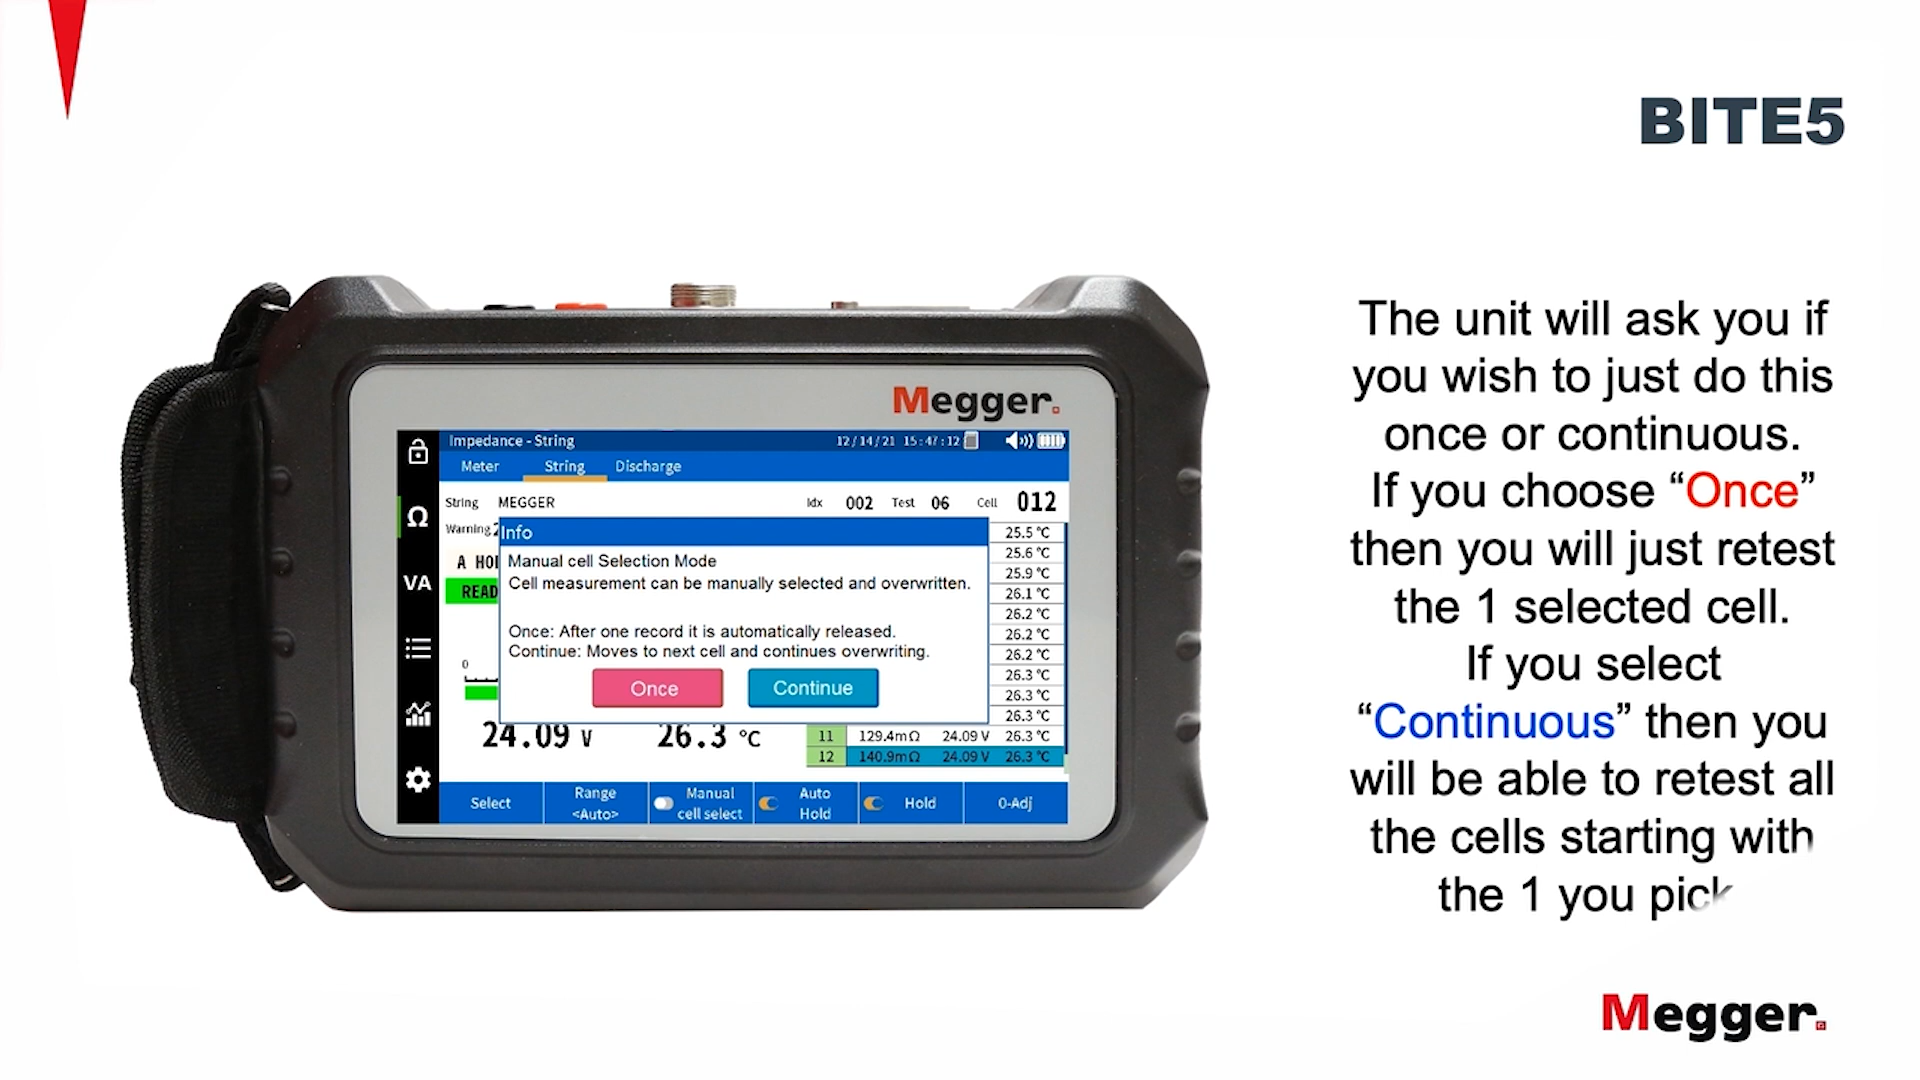 BITE5
Megger.
Impedance - String
12/14/21 15:47:12
Meter String Discharge
String MEGGER Idx 002 Test 06 Cell 012
Warning
Info
25.5 °C
25.6 °C
25.9 °C
26.1 °C
26.2 °C
26.2 °C
26.2 °C
26.3 °C
26.3 °C
26.3 °C
A
READ
VA
0
Manual cell Selection Mode
Cell measurement can be manually selected and overwritten.
Once: After one record it is automatically released.
Continue: Moves to next cell and continues overwriting.
Once Continue
24.09 V 26.3 °C
11 129.4mΩ 24.09 V 26.3 °C
12 140.9mΩ 24.09 V 26.3 °C
Select
Range
<Auto>
Manual
cell select
Auto
Hold
Hold
0-Adj
The unit will ask you if
you wish to just do this
once or continuous.
If you choose “Once”
then you will just retest
the 1 selected cell.
If you select
“Continuous” then you
will be able to retest all
the cells starting with
the 1 you pick
Megger.